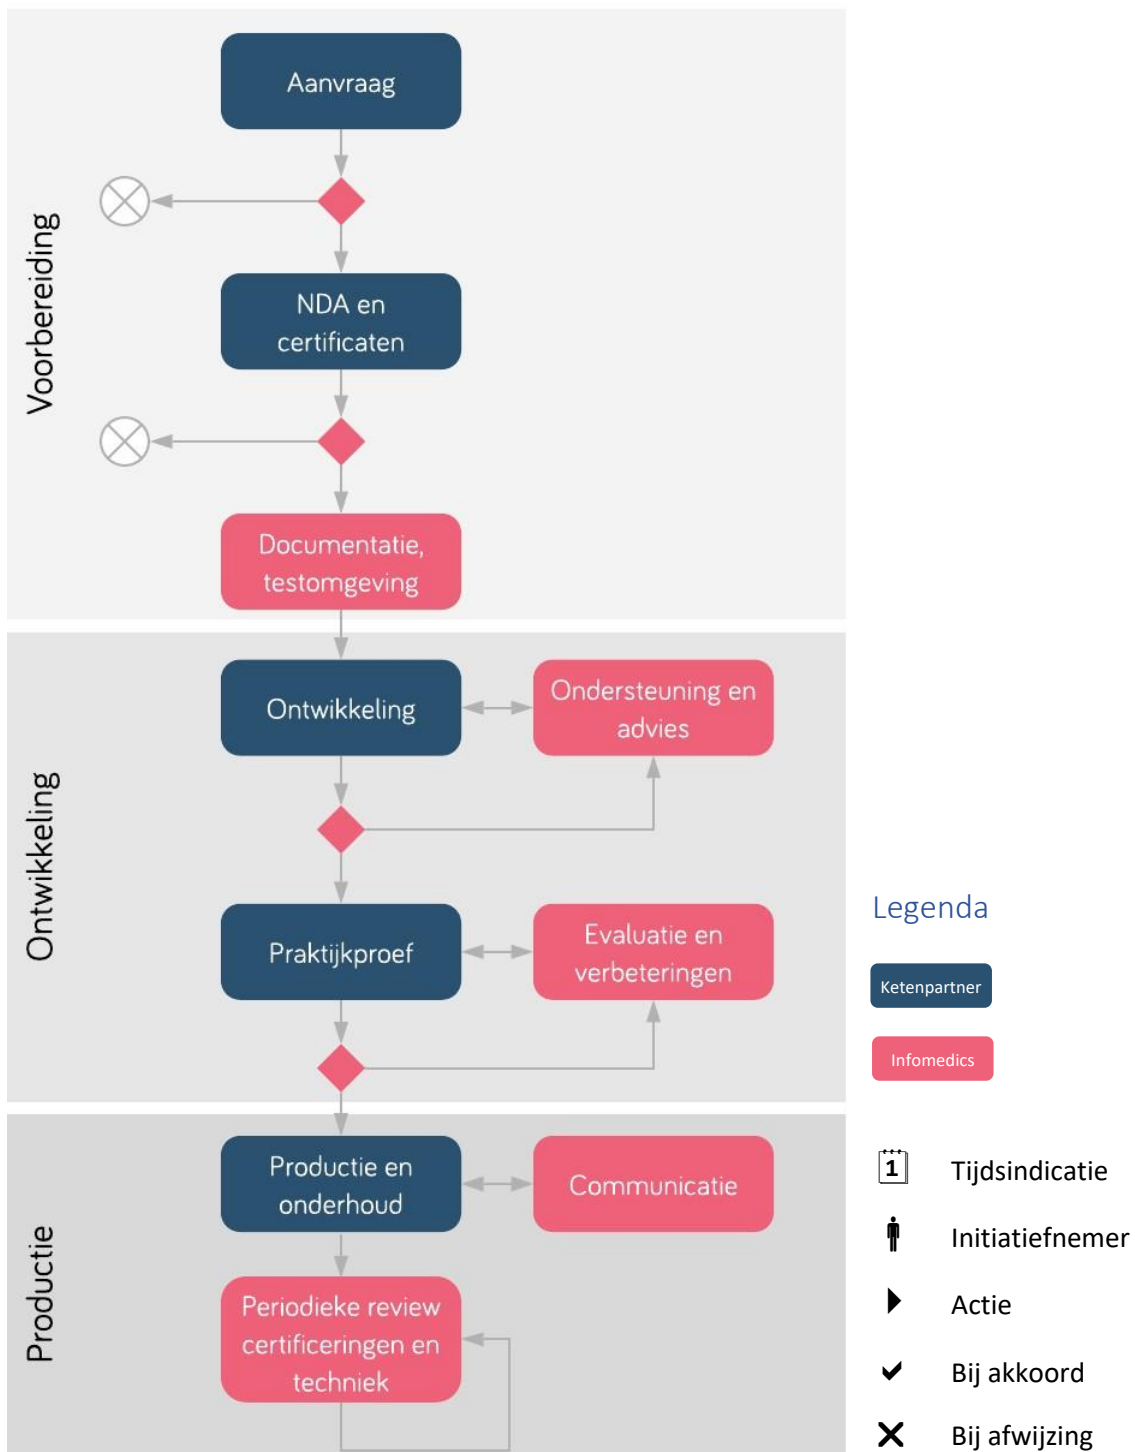 Voorbereiding
Aanvraag
NDA en
certificaten
Documentatie,
testomgeving
Ontwikkeling
Ontwikkeling
Ondersteuning en
advies
Praktijkproef
Evaluatie en
verbeteringen
Productie
Productie en
onderhoud
Communicatie
Periodieke review
certificeringen en
techniek
Legenda
Ketenpartner
Infomedics
1 Tijdsindicatie
Initiatiefnemer
Actie
Bij akkoord
Bij afwijzing